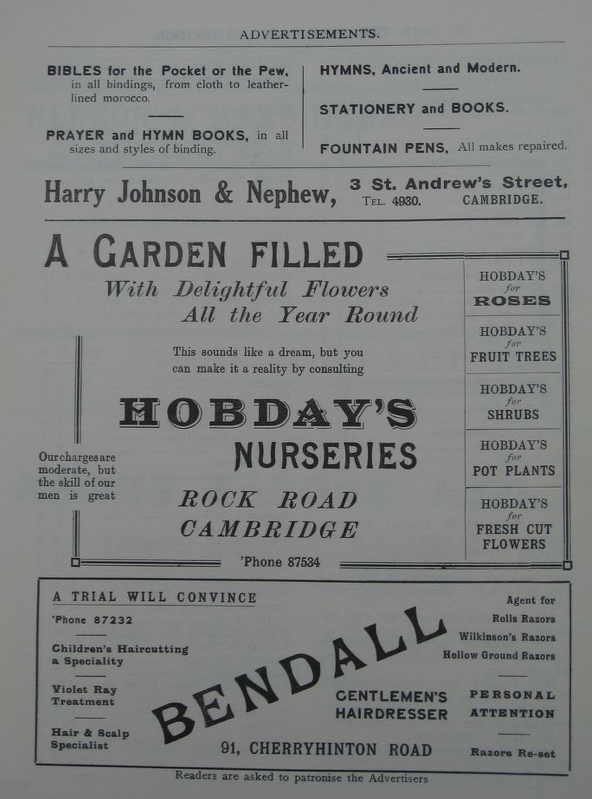 ADVERTISEMENTS.
BIBLES for the Pocket or the Pew,
in all bindings, from cloth to leather-
lined morocco.
PRAYER and HYMN BOOKS, in all
sizes and styles of binding.
HYMNS, Ancient and Modern.
STATIONERY and BOOKS.
FOUNTAIN PENS, All makes repaired.
Harry Johnson & Nephew,
3 St. Andrew's Street,
TEL. 4930. CAMBRIDGE.
A GARDEN FILLED
With Delightful Flowers
All the Year Round
This sounds like a dream, but you
can make it a reality by consulting
HOBDAY'S
NURSERIES
Our charges are
moderate, but
the skill of our
men is great
ROCK ROAD
CAMBRIDGE
'Phone 87534
HOBDAY'S
for
ROSES
HOBDAY'S
for
FRUIT TREES
HOBDAY'S
for
SHRUBS
HOBDAY'S
for
POT PLANTS
HOBDAY'S
for
FRESH CUT
FLOWERS
A TRIAL WILL CONVINCE
'Phone 87232
Children's Haircutting
a Speciality
Violet Ray
Treatment
Hair & Scalp
Specialist
BENDALL
GENTLEMEN'S
HAIRDRESSER
91, CHERRYHINTON ROAD
Agent for
Rolls Razors
Wilkinson's Razors
Hollow Ground Razors
PERSONAL
ATTENTION
Razors Re-set
Readers are asked to patronise the Advertisers